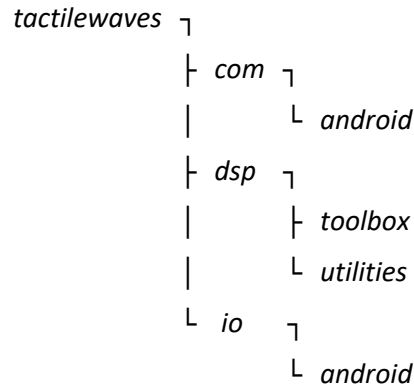 tactilewaves ┐
├ com ┐
│ └ android
├ dsp ┐
│ ├ toolbox
│ └ utilities
└ io ┐
└ android